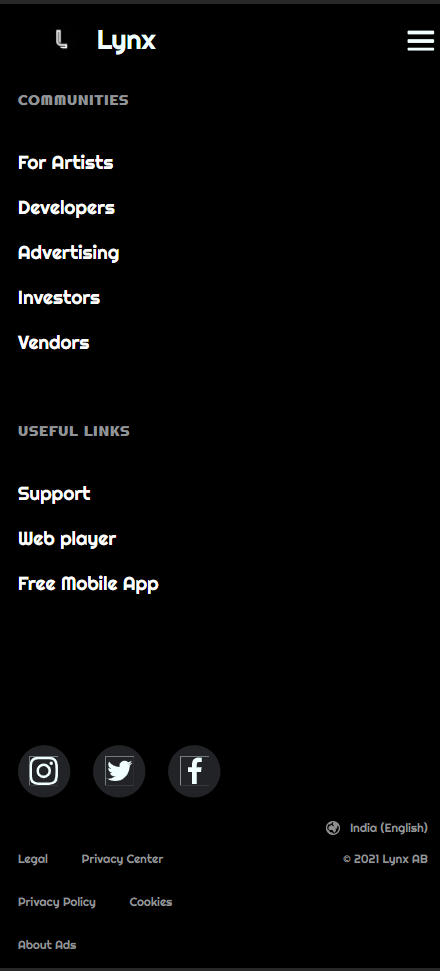 L Lynx
COMMUNITIES
For Artists
Developers
Advertising
Investors
Vendors
USEFUL LINKS
Support
Web player
Free Mobile App
India (English)
Legal Privacy Center © 2021 Lynx AB
Privacy Policy Cookies
About Ads